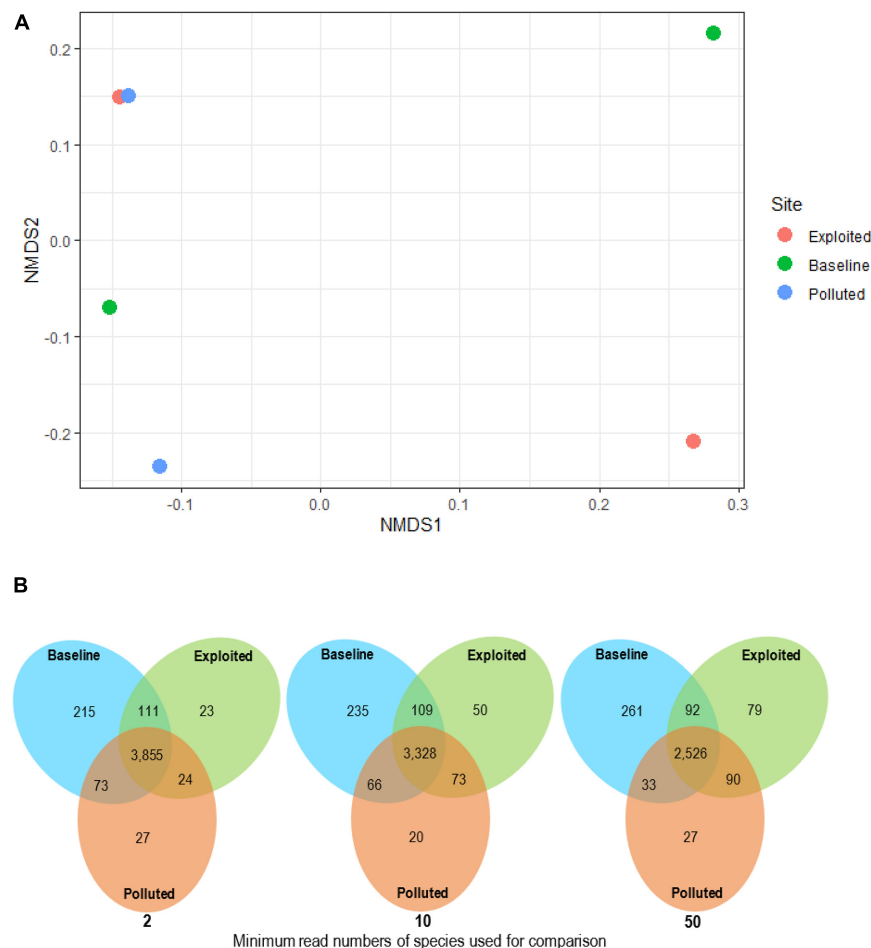 A
0.2
0.1
0.0
-0.1
-0.2
NMDS2
-0.1
0.0
0.1
0.2
0.3
NMDS1
Site
Exploited
Baseline
Polluted
B
Baseline
Exploited
215
111
23
3,855
73
24
27
Polluted
2
Baseline
Exploited
235
109
50
3,328
66
73
20
Polluted
10
Baseline
Exploited
261
92
79
2,526
33
90
27
Polluted
50
Minimum read numbers of species used for comparison